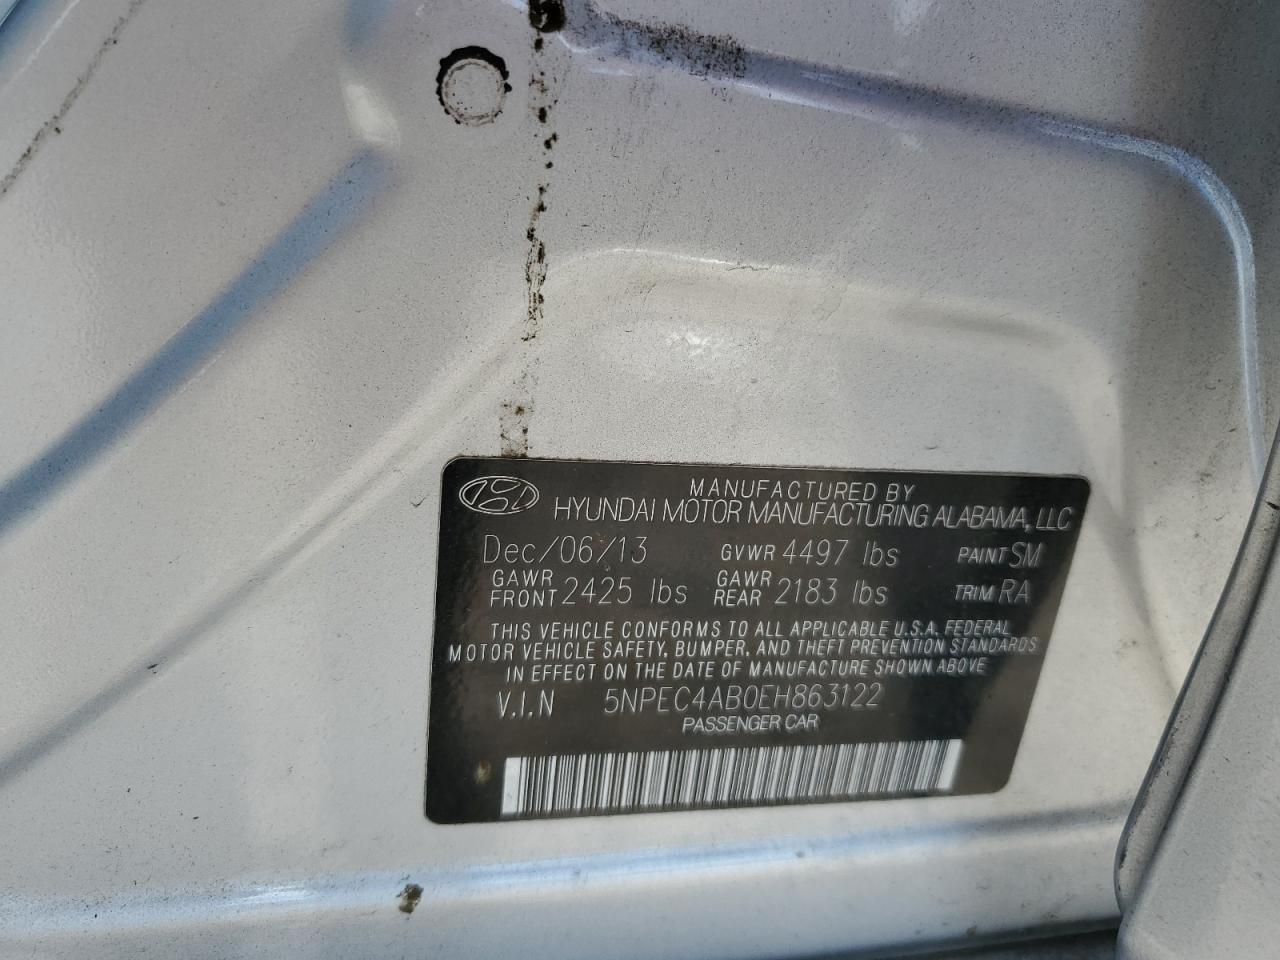 MANUFACTURED BY
HYUNDAI MOTOR MANUFACTURING ALABAMA, LLC
Dec/06/13 GVWR 4497 lbs PAINT SM
GAWR FRONT 2425 lbs GAWR REAR 2183 lbs TRIM RA
THIS VEHICLE CONFORMS TO ALL APPLICABLE U.S.A. FEDERAL
MOTOR VEHICLE SAFETY, BUMPER, AND THEFT PREVENTION STANDARDS
IN EFFECT ON THE DATE OF MANUFACTURE SHOWN ABOVE
V.I.N 5NPEC4AB0EH863122
PASSENGER CAR